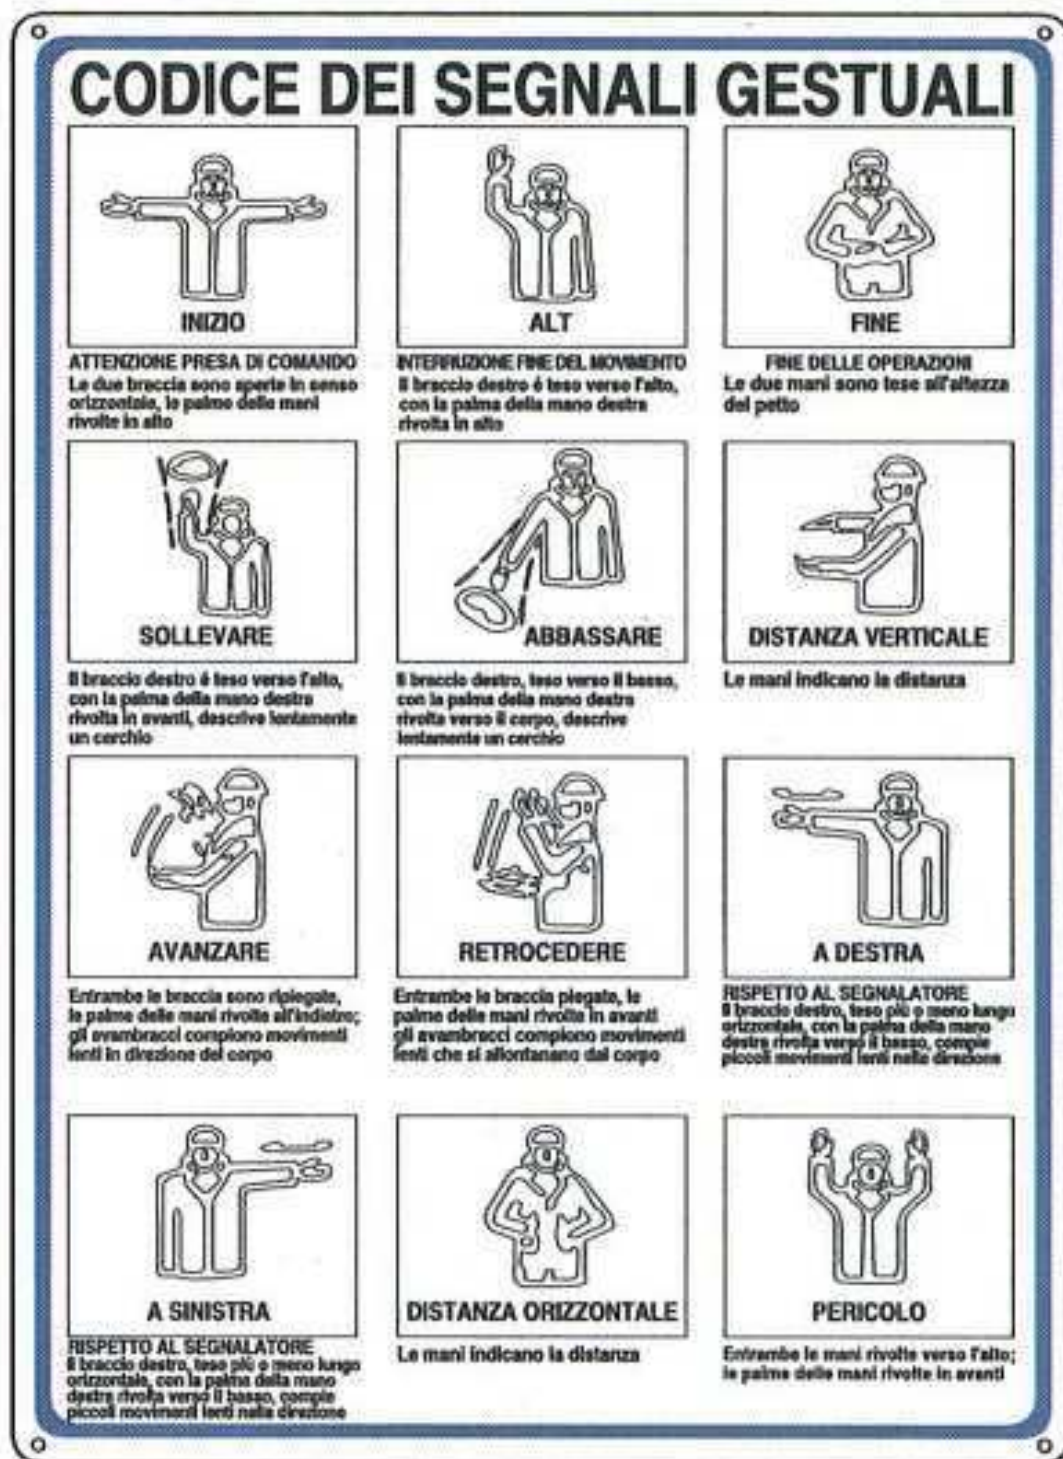 CODICE DEI SEGNALI GESTUALI
INIZIO
ATTENZIONE PRESA DI COMANDO
Le due braccia sono aperte in senso
orizzontale, le palme delle mani
rivolte in alto
ALT
INTERRUZIONE FINE DEL MOVIMENTO
Il braccio destro é teso verso l'alto,
con la palma della mano destra
rivolta in alto
FINE
FINE DELLE OPERAZIONI
Le due mani sono tese all'altezza
del petto
SOLLEVARE
Il braccio destro é teso verso l'alto,
con la palma della mano destra
rivolta in avanti, descrive lentamente
un cerchio
ABBASSARE
Il braccio destro, teso verso il basso,
con la palma della mano destra
rivolta verso il corpo, descrive
lentamente un cerchio
DISTANZA VERTICALE
Le mani indicano la distanza
AVANZARE
Entrambe le braccia sono ripiegate,
le palme delle mani rivolte all'indietro;
gli avambracci compiono movimenti
lenti in direzione del corpo
RETROCEDERE
Entrambe le braccia piegate, le
palme delle mani rivolte in avanti
gli avambracci compiono movimenti
lenti che si allontanano dal corpo
A DESTRA
RISPETTO AL SEGNALATORE
Il braccio destro, teso più o meno lungo
orizzontale, con la palma della mano
destra rivolta verso il basso, compie
piccoli movimenti lenti nella direzione
A SINISTRA
RISPETTO AL SEGNALATORE
Il braccio destro, teso più o meno lungo
orizzontale, con la palma della mano
destra rivolta verso il basso, compie
piccoli movimenti lenti nella direzione
DISTANZA ORIZZONTALE
Le mani indicano la distanza
PERICOLO
Entrambe le mani rivolte verso l'alto;
le palme delle mani rivolte in avanti